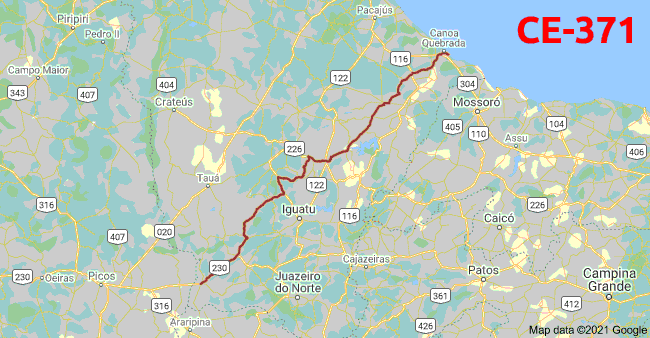 Piripiri
Pedro II
Pacajús
Canoa
Quebrada
CE-371
116
Campo Maior
343
407
404
122
304
Crateús
Mossoró
405
110
104
Assu
406
226
Tauá
122
316
Iguatu
116
226
Caicó
020
407
230
Oeiras
Picos
230
Cajazeiras
Juazeiro
do Norte
Patos
Campina
Grande
316
361
412
Araripina
426
Map data ©2021 Google